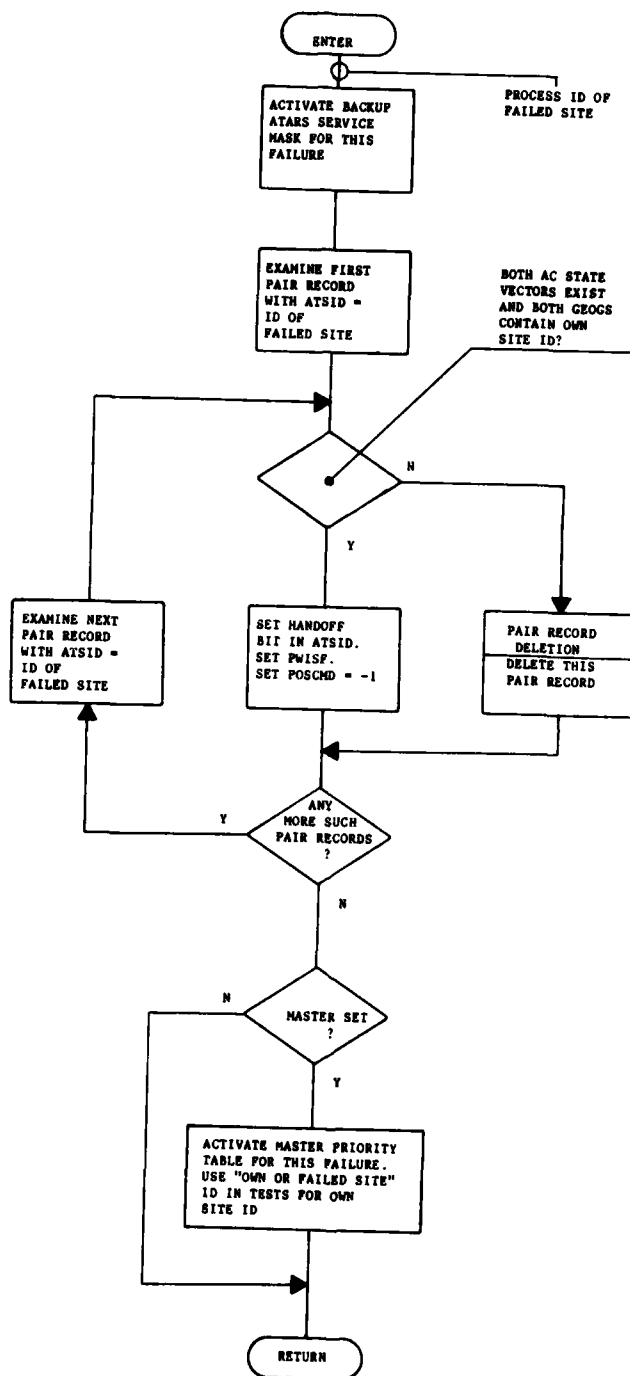 ENTER
PROCESS ID OF
FAILED SITE
ACTIVATE BACKUP
ATARS SERVICE
MASK FOR THIS
FAILURE
EXAMINE FIRST
PAIR RECORD
WITH ATSID =
ID OF
FAILED SITE
BOTH AC STATE
VECTORS EXIST
AND BOTH GEOGS
CONTAIN OWN
SITE ID?
N
Y
EXAMINE NEXT
PAIR RECORD
WITH ATSID =
ID OF
FAILED SITE
SET HANDOFF
BIT IN ATSID.
SET PWISF.
SET POSCMD = -1
PAIR RECORD
DELETION
DELETE THIS
PAIR RECORD
ANY
MORE SUCH
PAIR RECORDS
?
Y
N
MASTER SET
?
N
Y
ACTIVATE MASTER PRIORITY
TABLE FOR THIS FAILURE.
USE "OWN OR FAILED SITE"
ID IN TESTS FOR OWN
SITE ID
RETURN